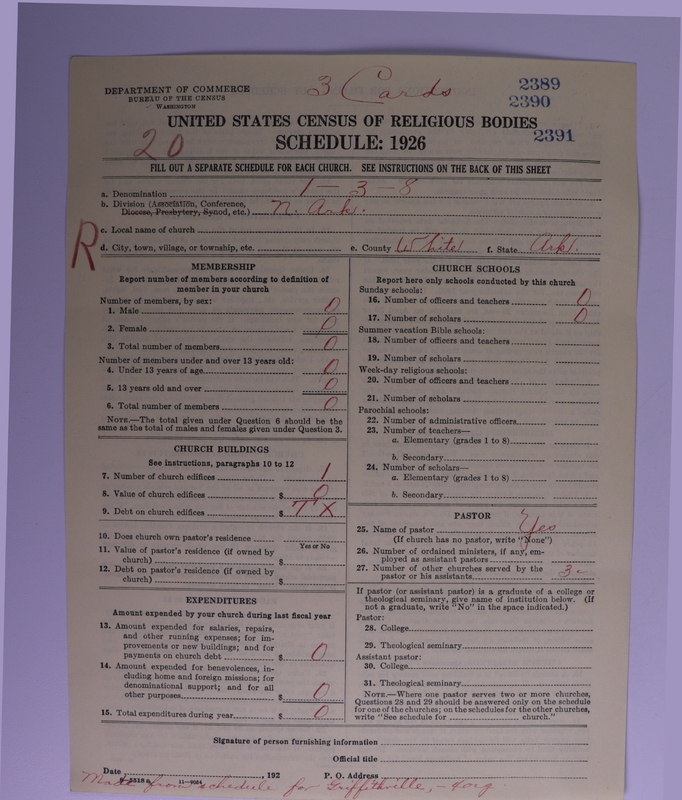 DEPARTMENT OF COMMERCE
BUREAU OF THE CENSUS
WASHINGTON
3 Cards
2389
2390
2391
UNITED STATES CENSUS OF RELIGIOUS BODIES
SCHEDULE: 1926
20
FILL OUT A SEPARATE SCHEDULE FOR EACH CHURCH. SEE INSTRUCTIONS ON THE BACK OF THIS SHEET
a. Denomination 1-3-8
b. Division (Association, Conference, Diocese, Presbytery, Synod, etc.) N. Ark.
c. Local name of church
R
d. City, town, village, or township, etc. e. County White f. State Ark.
MEMBERSHIP
Report number of members according to definition of
member in your church
Number of members, by sex:
1. Male 0
2. Female 0
3. Total number of members 0
Number of members under and over 13 years old:
4. Under 13 years of age 0
5. 13 years old and over 0
6. Total number of members 0
NOTE.—The total given under Question 6 should be
same as the total of males and females given under Question 3.
CHURCH BUILDINGS
See instructions, paragraphs 10 to 12
7. Number of church edifices 1
8. Value of church edifices $ 0
9. Debt on church edifices $
10. Does church own pastor's residence
Yes or No
11. Value of pastor's residence (if owned by
church) $
12. Debt on pastor's residence (if owned by
church) $
EXPENDITURES
Amount expended by your church during last fiscal year
13. Amount expended for salaries, repairs,
and other running expenses; for im-
provements or new buildings; and for
payments on church debt $ 0
14. Amount expended for benevolences, in-
cluding home and foreign missions; for
denominational support; and for all
other purposes $ 0
15. Total expenditures during year $ 0
CHURCH SCHOOLS
Report here only schools conducted by this church
Sunday schools:
16. Number of officers and teachers 0
17. Number of scholars 0
Summer vacation Bible schools:
18. Number of officers and teachers
19. Number of scholars
Week-day religious schools:
20. Number of officers and teachers
21. Number of scholars
Parochial schools:
22. Number of administrative officers
23. Number of teachers—
a. Elementary (grades 1 to 8)
b. Secondary
24. Number of scholars—
a. Elementary (grades 1 to 8)
b. Secondary
PASTOR
25. Name of pastor Yes
(If church has no pastor, write "None")
26. Number of ordained ministers, if any, em-
ployed as assistant pastors
27. Number of other churches served by the
pastor or his assistants 3
If pastor (or assistant pastor) is a graduate of a college or
theological seminary, give name of institution below. (If
not a graduate, write "No" in the space indicated.)
Pastor:
28. College
29. Theological seminary
Assistant pastor:
30. College
31. Theological seminary
NOTE.—Where one pastor serves two or more churches,
Questions 28 and 29 should be answered only on the schedule
for one of the churches; on the schedules for the other churches,
write "See schedule for church."
Signature of person furnishing information
Official title
Date , 192 P. O. Address
8-5518 a 11-9054
Made from schedule for Griffithville, -